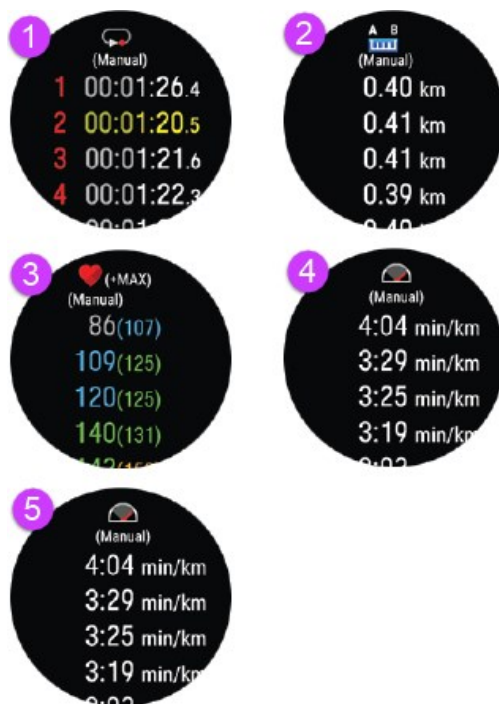 1
(Manual)
1 00:01:26.4
2 00:01:20.5
3 00:01:21.6
4 00:01:22.3
2
A B
(Manual)
0.40 km
0.41 km
0.41 km
0.39 km
3
(+MAX)
(Manual)
86(107)
109(125)
120(125)
140(131)
4
(Manual)
4:04 min/km
3:29 min/km
3:25 min/km
3:19 min/km
5
(Manual)
4:04 min/km
3:29 min/km
3:25 min/km
3:19 min/km